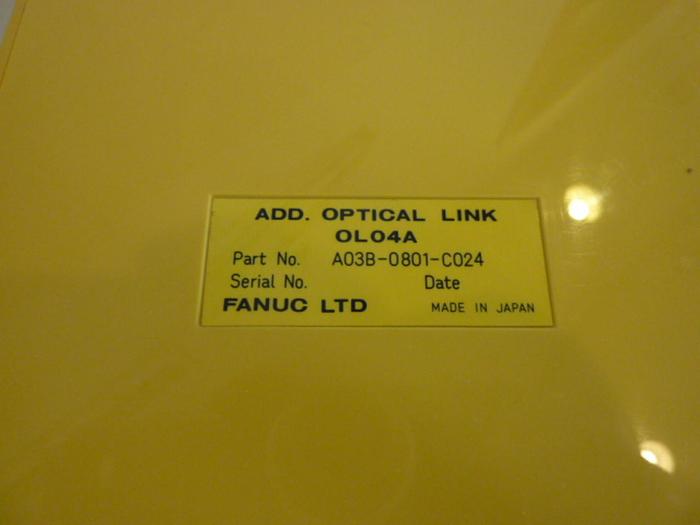 ADD. OPTICAL LINK
OL04A
Part No. A03B-0801-C024
Serial No. Date
FANUC LTD MADE IN JAPAN